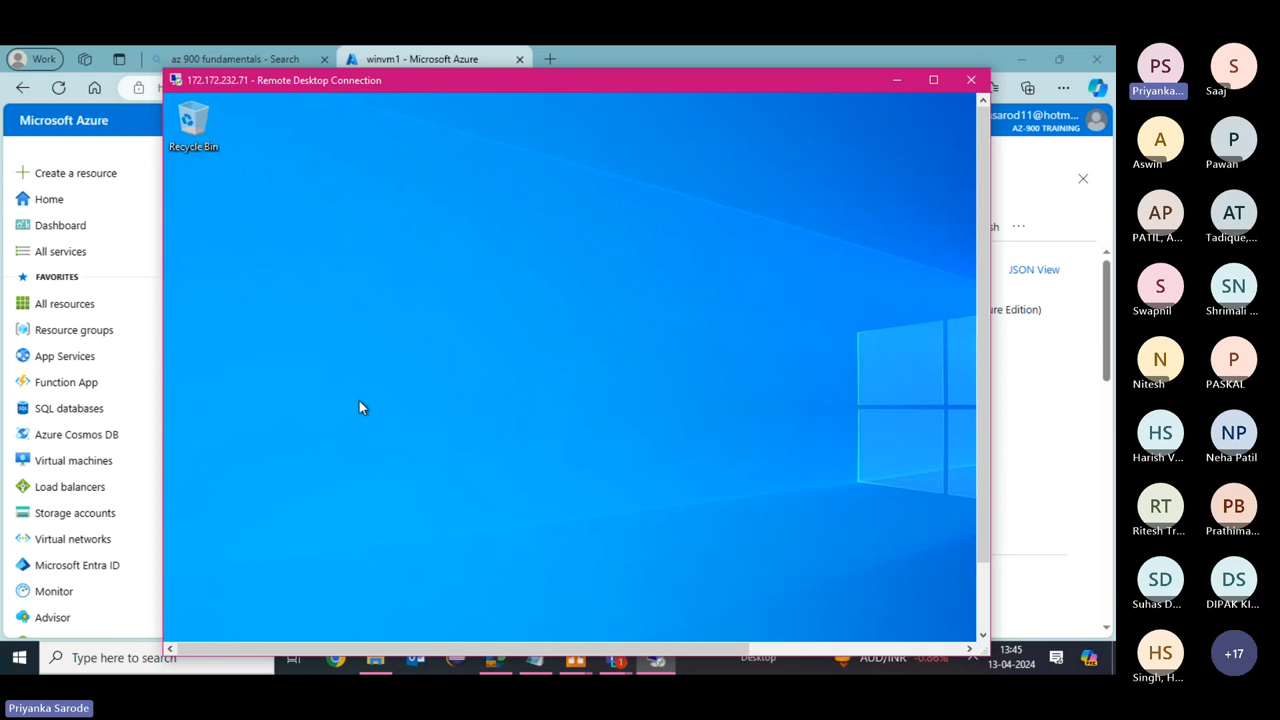 Work
az 900 fundamentals - Search
winvm1 - Microsoft Azure
172.172.232.71 - Remote Desktop Connection
Microsoft Azure
sarod11@hotm...
AZ-900 TRAINING
Recycle Bin
Create a resource
Home
Dashboard
All services
FAVORITES
All resources
Resource groups
App Services
Function App
SQL databases
Azure Cosmos DB
Virtual machines
Load balancers
Storage accounts
Virtual networks
Microsoft Entra ID
Monitor
Advisor
sh
JSON View
ure Edition)
Type here to search
Desktop
AUD/INR -0.86%
13:45
13-04-2024
PS
Priyanka...
S
Saaj
A
Aswin
P
Pawan
AP
PATIL, A...
AT
Tadique,...
S
Swapnil
SN
Shrimali ...
N
Nitesh
P
PASKAL
HS
Harish V...
NP
Neha Patil
RT
Ritesh Tr...
PB
Prathima...
SD
Suhas D...
DS
DIPAK KI...
HS
Singh, H...
+17
Priyanka Sarode